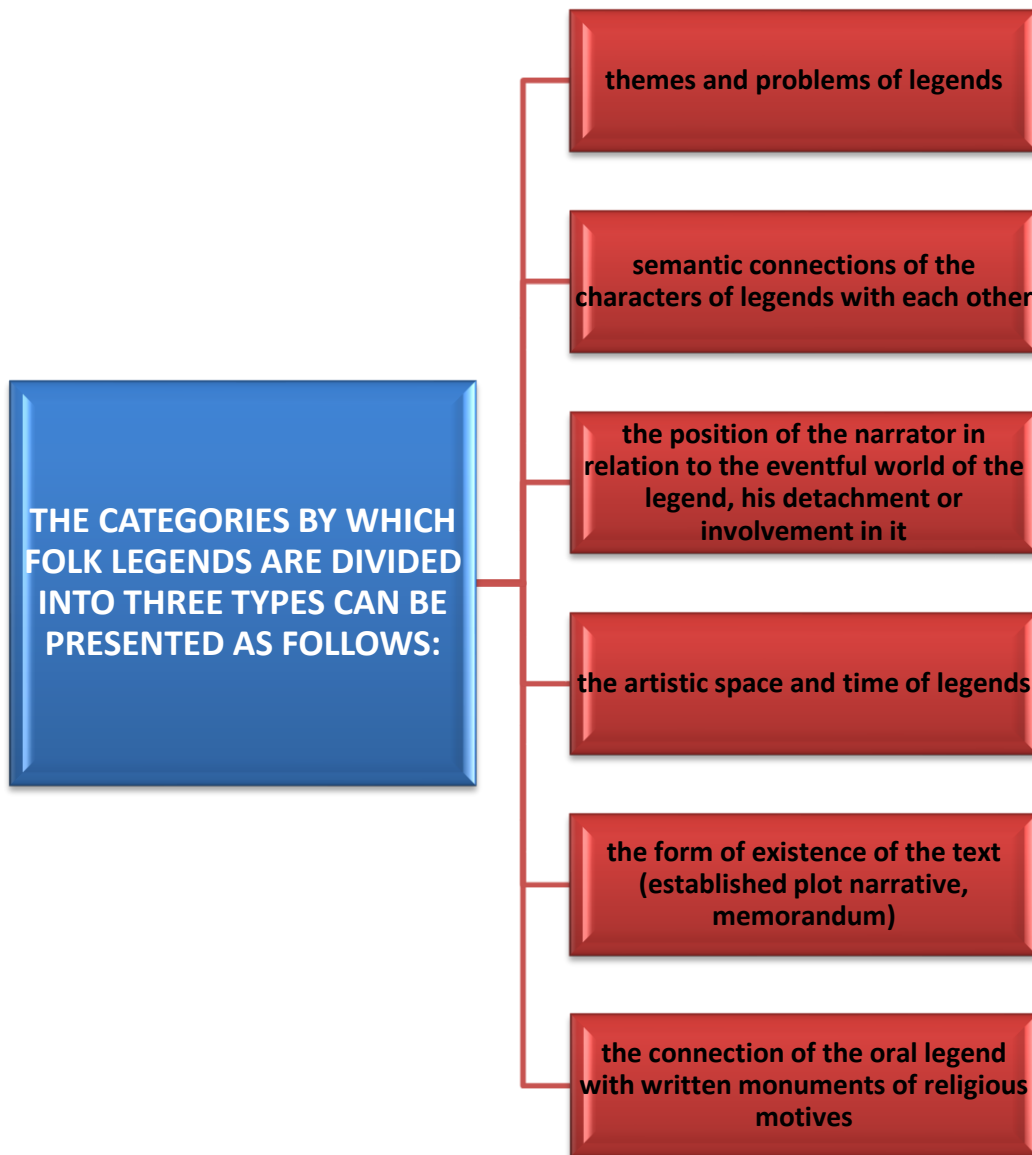 THE CATEGORIES BY WHICH
FOLK LEGENDS ARE DIVIDED
INTO THREE TYPES CAN BE
PRESENTED AS FOLLOWS:
themes and problems of legends
semantic connections of the
characters of legends with each other
the position of the narrator in
relation to the eventful world of the
legend, his detachment or
involvement in it
the artistic space and time of legends
the form of existence of the text
(established plot narrative,
memorandum)
the connection of the oral legend
with written monuments of religious
motives